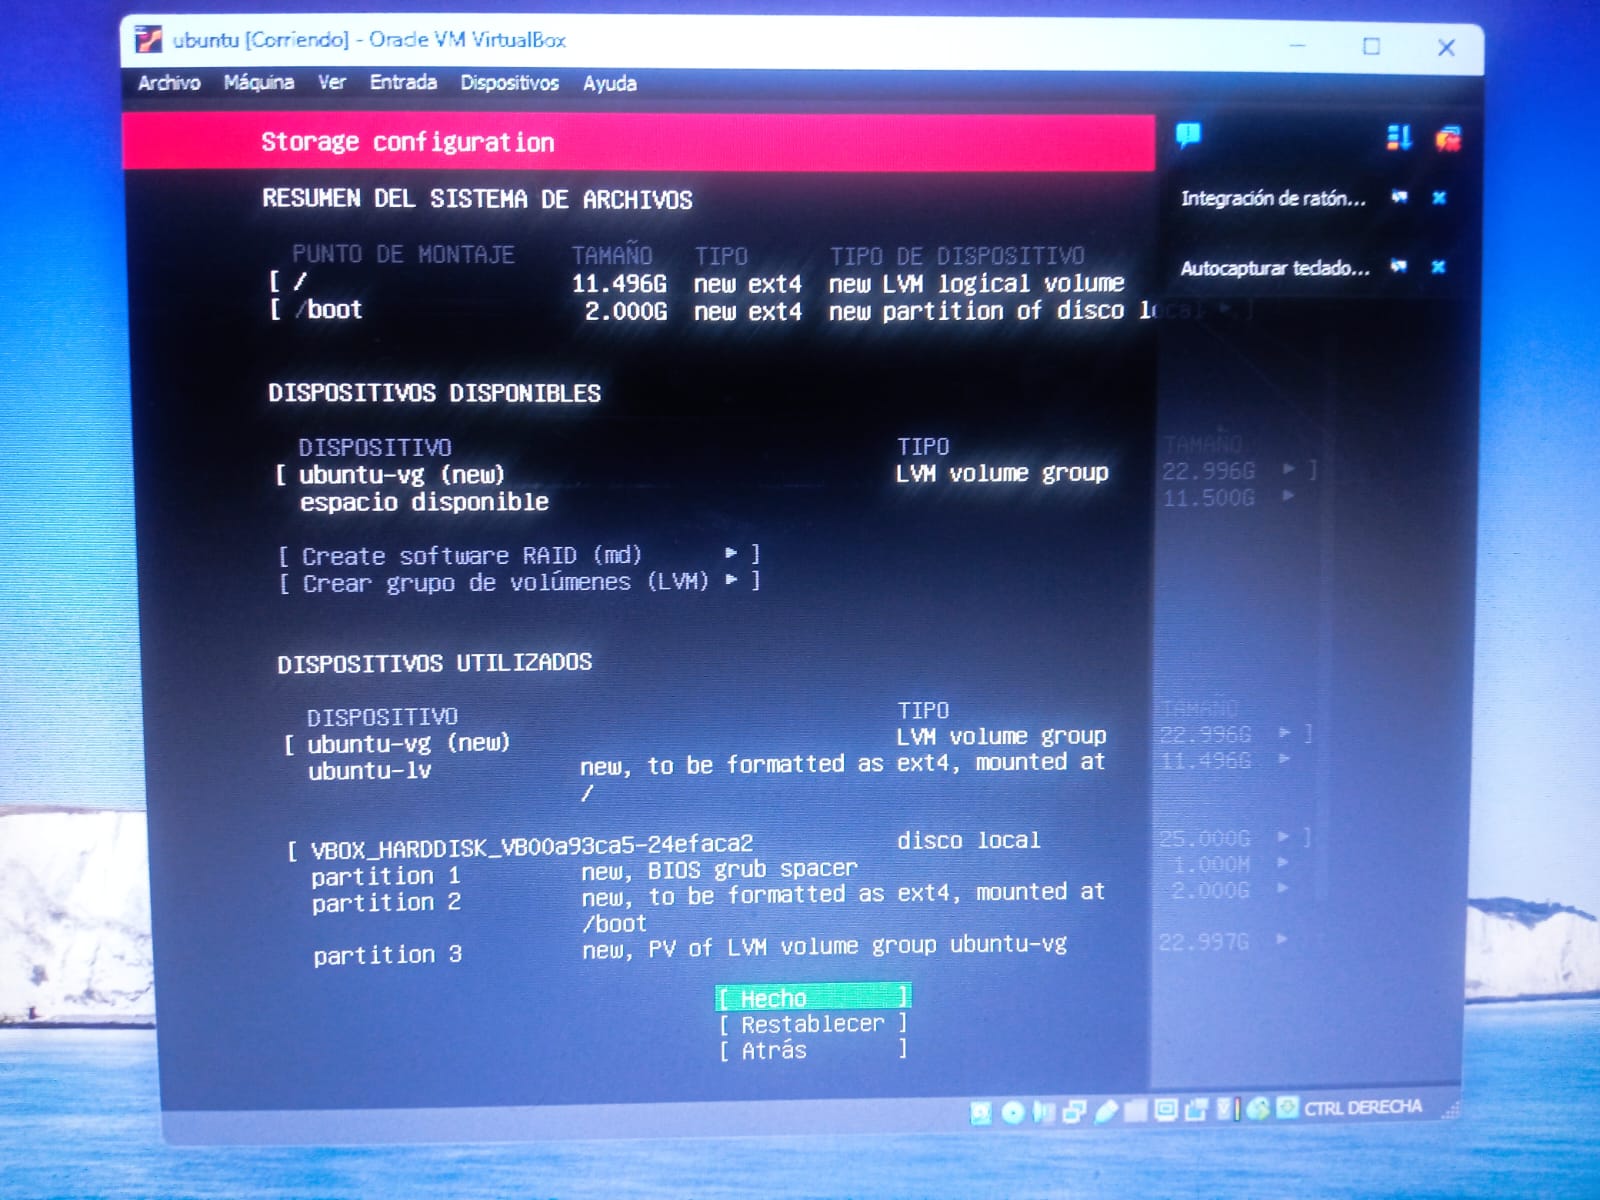 ubuntu [Corriendo] - Oracle VM VirtualBox
Archivo Máquina Ver Entrada Dispositivos Ayuda
Storage configuration
Integración de ratón...
Autocapturar teclado...
RESUMEN DEL SISTEMA DE ARCHIVOS
PUNTO DE MONTAJE TAMAÑO TIPO TIPO DE DISPOSITIVO
[ / 11.496G new ext4 new LVM logical volume
[ /boot 2.000G new ext4 new partition of disco local ► ]
DISPOSITIVOS DISPONIBLES
DISPOSITIVO TIPO TAMAÑO
[ ubuntu-vg (new) LVM volume group 22.996G ► ]
espacio disponible 11.500G ►
[ Create software RAID (md) ► ]
[ Crear grupo de volúmenes (LVM) ► ]
DISPOSITIVOS UTILIZADOS
DISPOSITIVO TIPO TAMAÑO
[ ubuntu-vg (new) LVM volume group 22.996G ► ]
ubuntu-lv new, to be formatted as ext4, mounted at 11.496G ►
/
[ VBOX_HARDDISK_VB00a93ca5-24efaca2 disco local 25.000G ► ]
partition 1 new, BIOS grub spacer 1.000M ►
partition 2 new, to be formatted as ext4, mounted at 2.000G ►
/boot
partition 3 new, PV of LVM volume group ubuntu-vg 22.997G ►
[ Hecho ]
[ Restablecer ]
[ Atrás ]
CTRL DERECHA